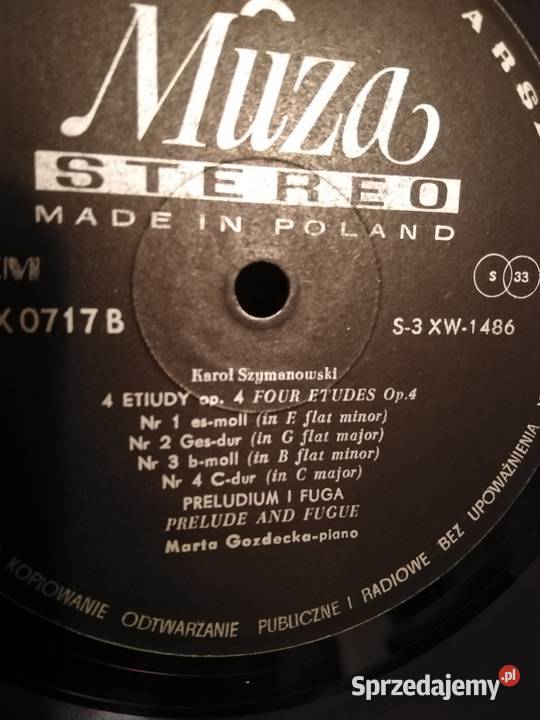 Muza
STEREO
MADE IN POLAND
S 33
X 0717 B
S-3 XW-1486
Karol Szymanowski
4 ETIUDY op. 4 FOUR ETUDES Op.4
Nr 1 es-moll (in E flat minor)
Nr 2 Ges-dur (in G flat major)
Nr 3 b-moll (in B flat minor)
Nr 4 C-dur (in C major)
PRELUDIUM I FUGA
PRELUDE AND FUGUE
Marta Gozdecka-piano
KOPIOWANIE ODTWARZANIE PUBLICZNE I RADIOWE BEZ UPOWAŻNIENIA
Sprzedajemy.pl